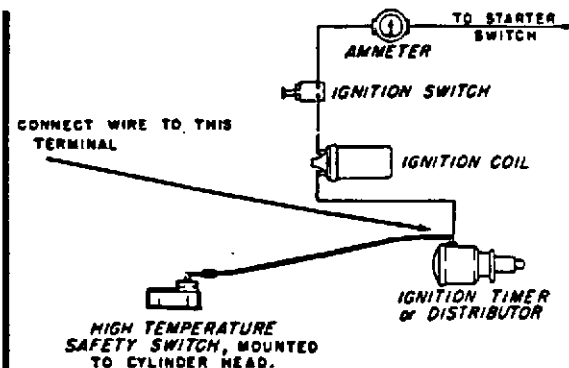 TO STARTER
SWITCH
AMMETER
IGNITION SWITCH
CONNECT WIRE TO THIS
TERMINAL
IGNITION COIL
IGNITION TIMER
or DISTRIBUTOR
HIGH TEMPERATURE
SAFETY SWITCH, MOUNTED
TO CYLINDER HEAD.